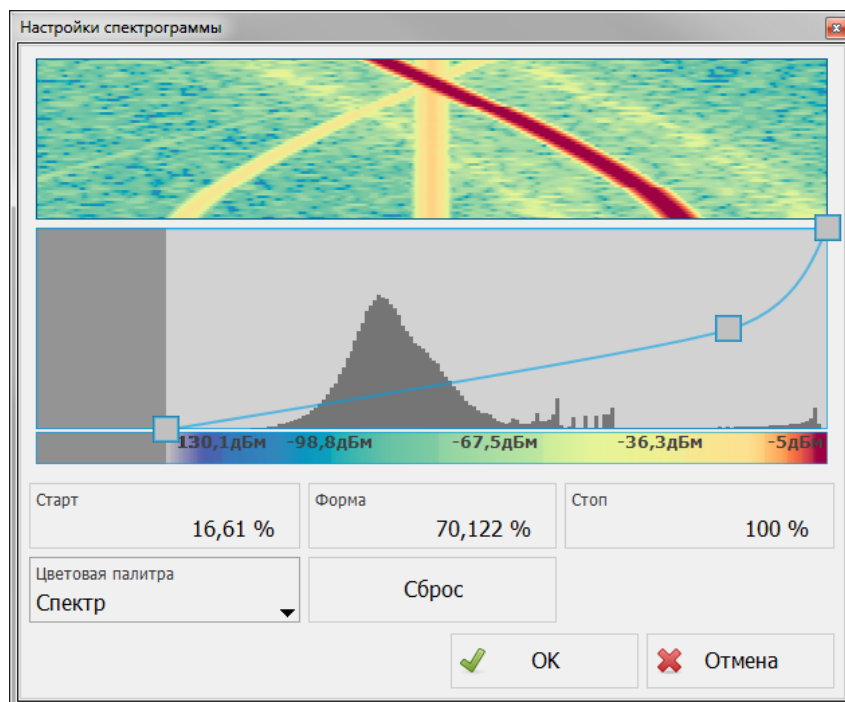 Настройки спектрограммы
-130,1дБм -98,8дБм -67,5дБм -36,3дБм -5дБм
Старт Форма Стоп
16,61 % 70,122 % 100 %
Цветовая палитра
Спектр
Сброс
OK Отмена